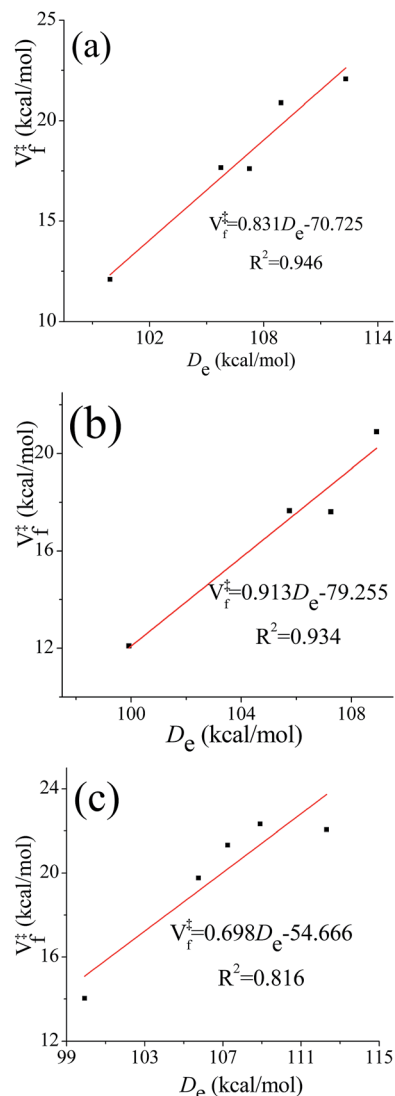 (a)
V‡f (kcal/mol)
25
20
15
10
V‡f=0.831De-70.725
R2=0.946
102 108 114
De (kcal/mol)
(b)
V‡f (kcal/mol)
20
16
12
V‡f=0.913De-79.255
R2=0.934
100 104 108
De (kcal/mol)
(c)
V‡f (kcal/mol)
24
20
16
12
V‡f=0.698De-54.666
R2=0.816
99 103 107 111 115
De (kcal/mol)